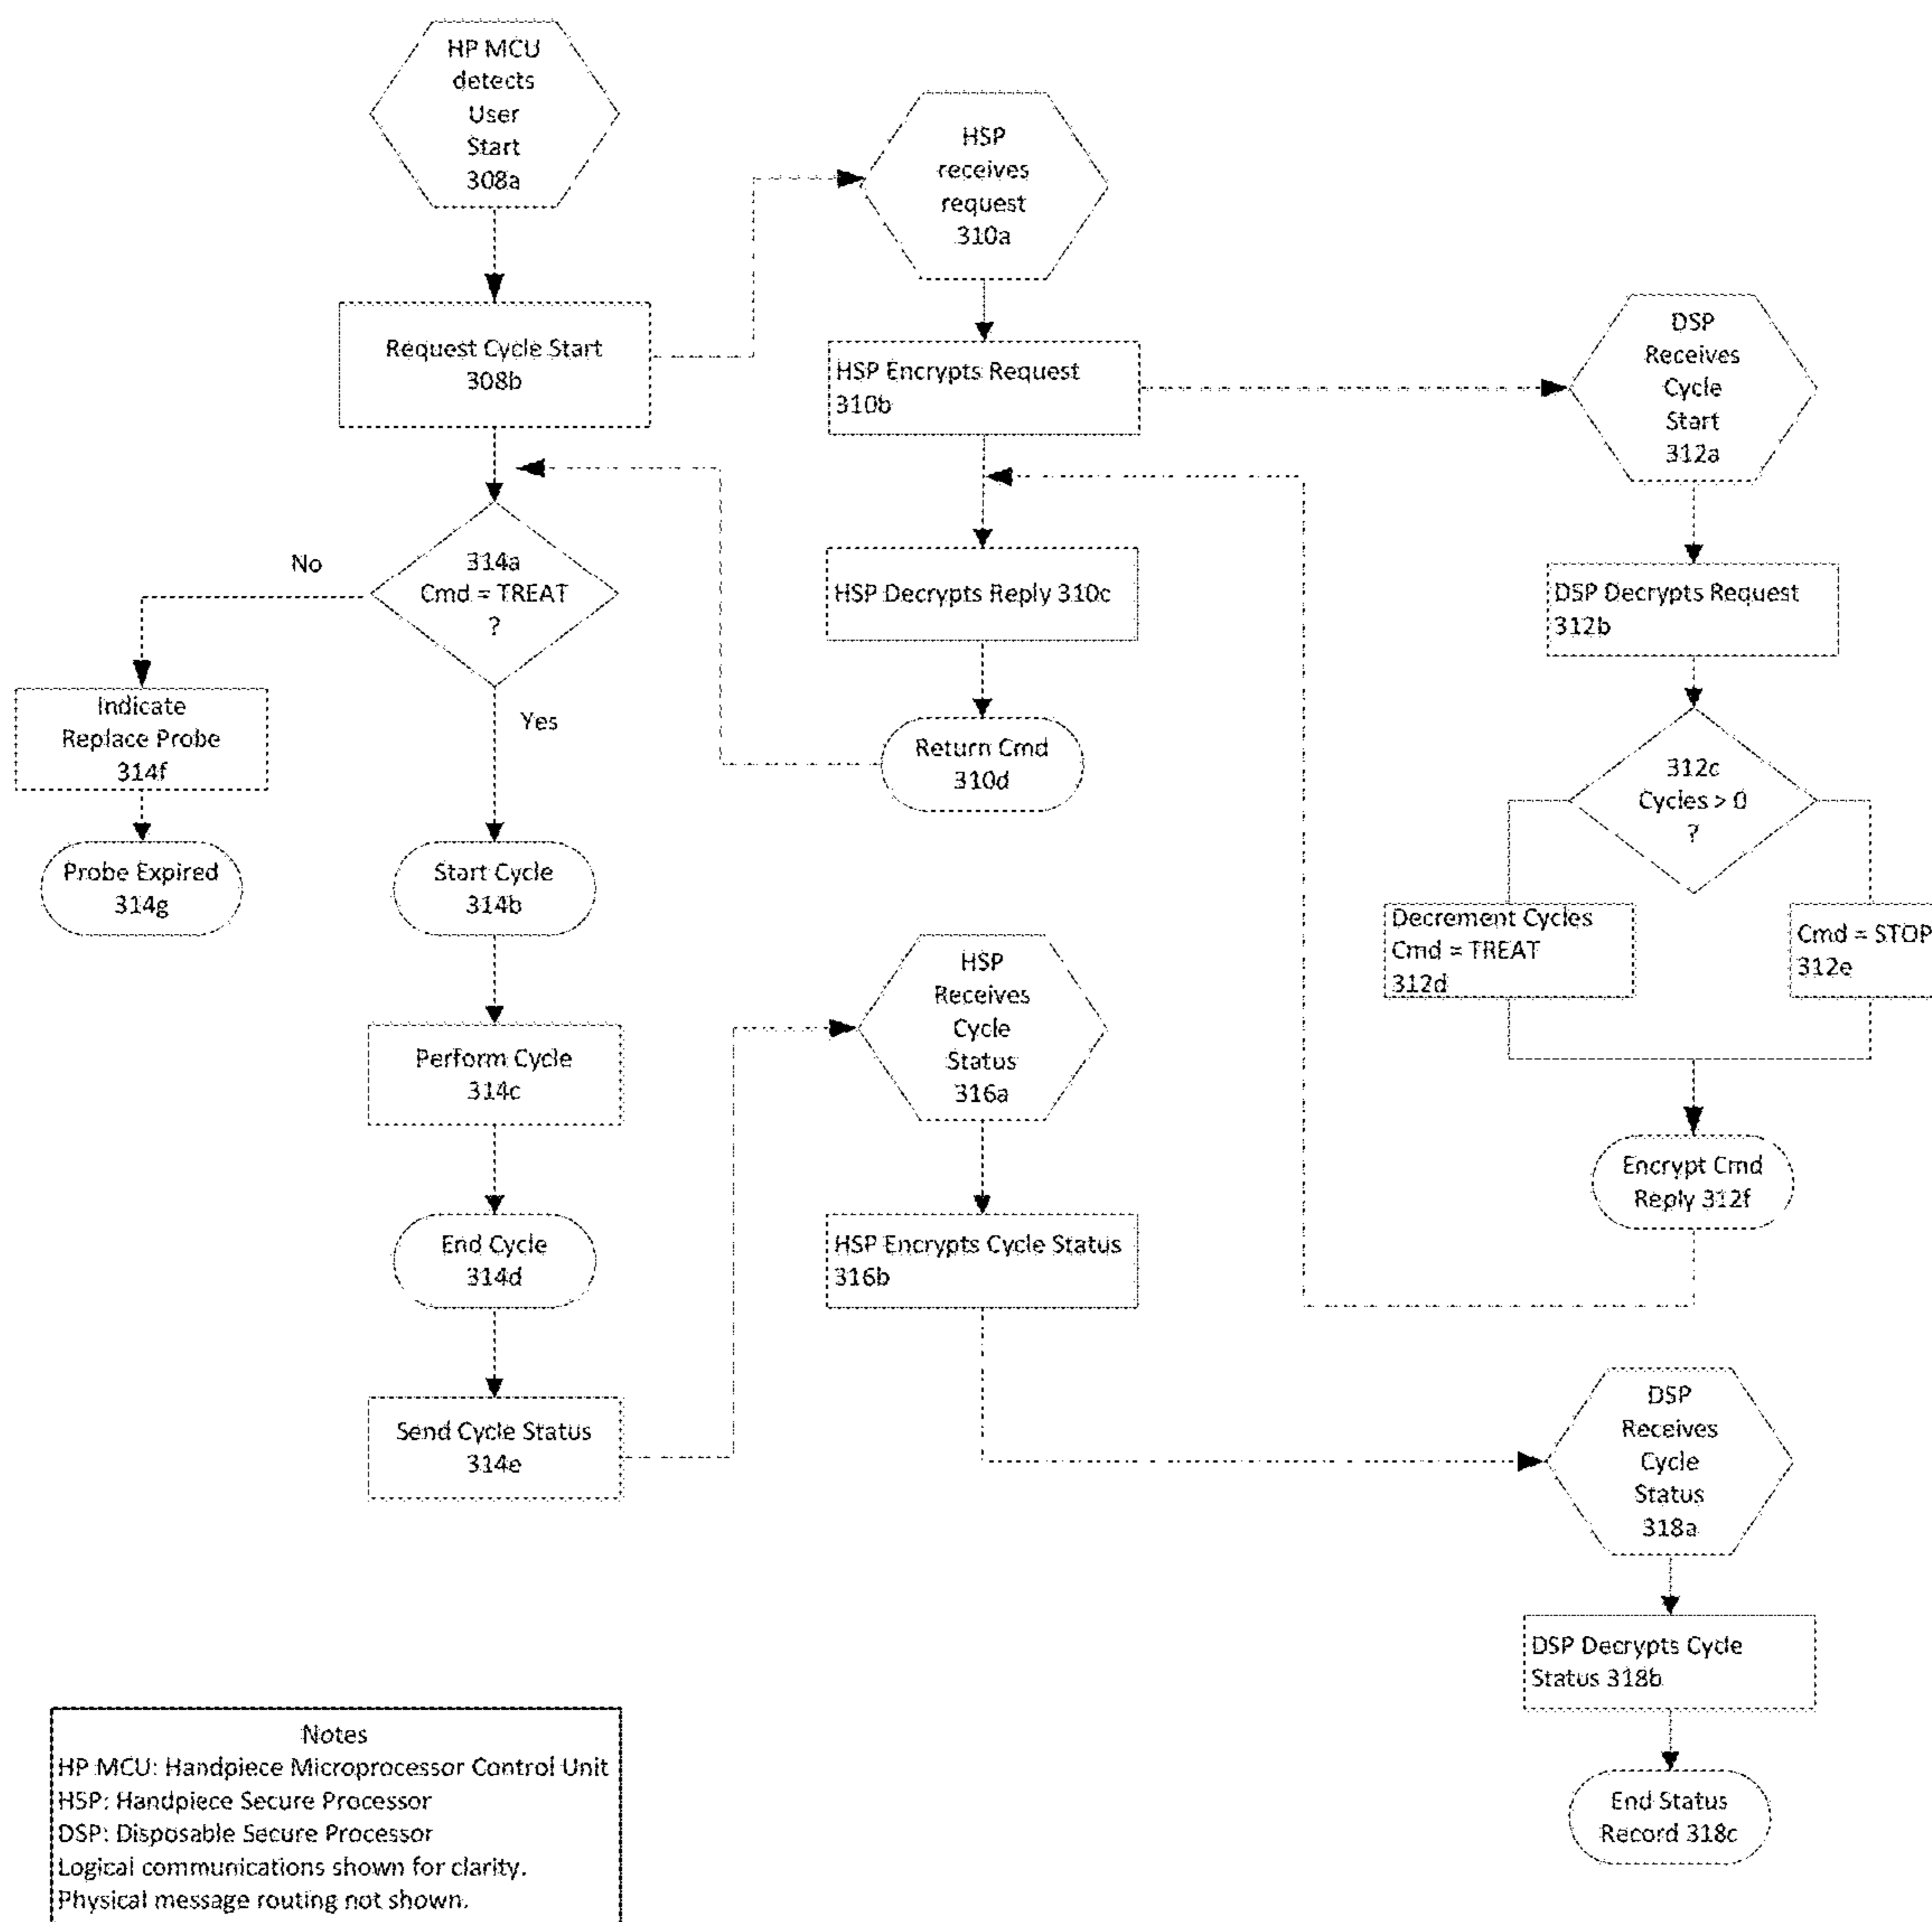 HP MCU
detects
User
Start
308a
Request Cycle Start
308b
314a
Cmd = TREAT
?
No
Yes
Indicate
Replace Probe
314f
Probe Expired
314g
Start Cycle
314b
Perform Cycle
314c
End Cycle
314d
Send Cycle Status
314e
HSP
receives
request
310a
HSP Encrypts Request
310b
HSP Decrypts Reply 310c
Return Cmd
310d
HSP
Receives
Cycle
Status
316a
HSP Encrypts Cycle Status
316b
DSP
Receives
Cycle
Start
312a
DSP Decrypts Request
312b
312c
Cycles > 0
?
Decrement Cycles
Cmd = TREAT
312d
Cmd = STOP
312e
Encrypt Cmd
Reply 312f
DSP
Receives
Cycle
Status
318a
DSP Decrypts Cycle
Status 318b
End Status
Record 318c
Notes
HP MCU: Handpiece Microprocessor Control Unit
HSP: Handpiece Secure Processor
DSP: Disposable Secure Processor
Logical communications shown for clarity.
Physical message routing not shown.